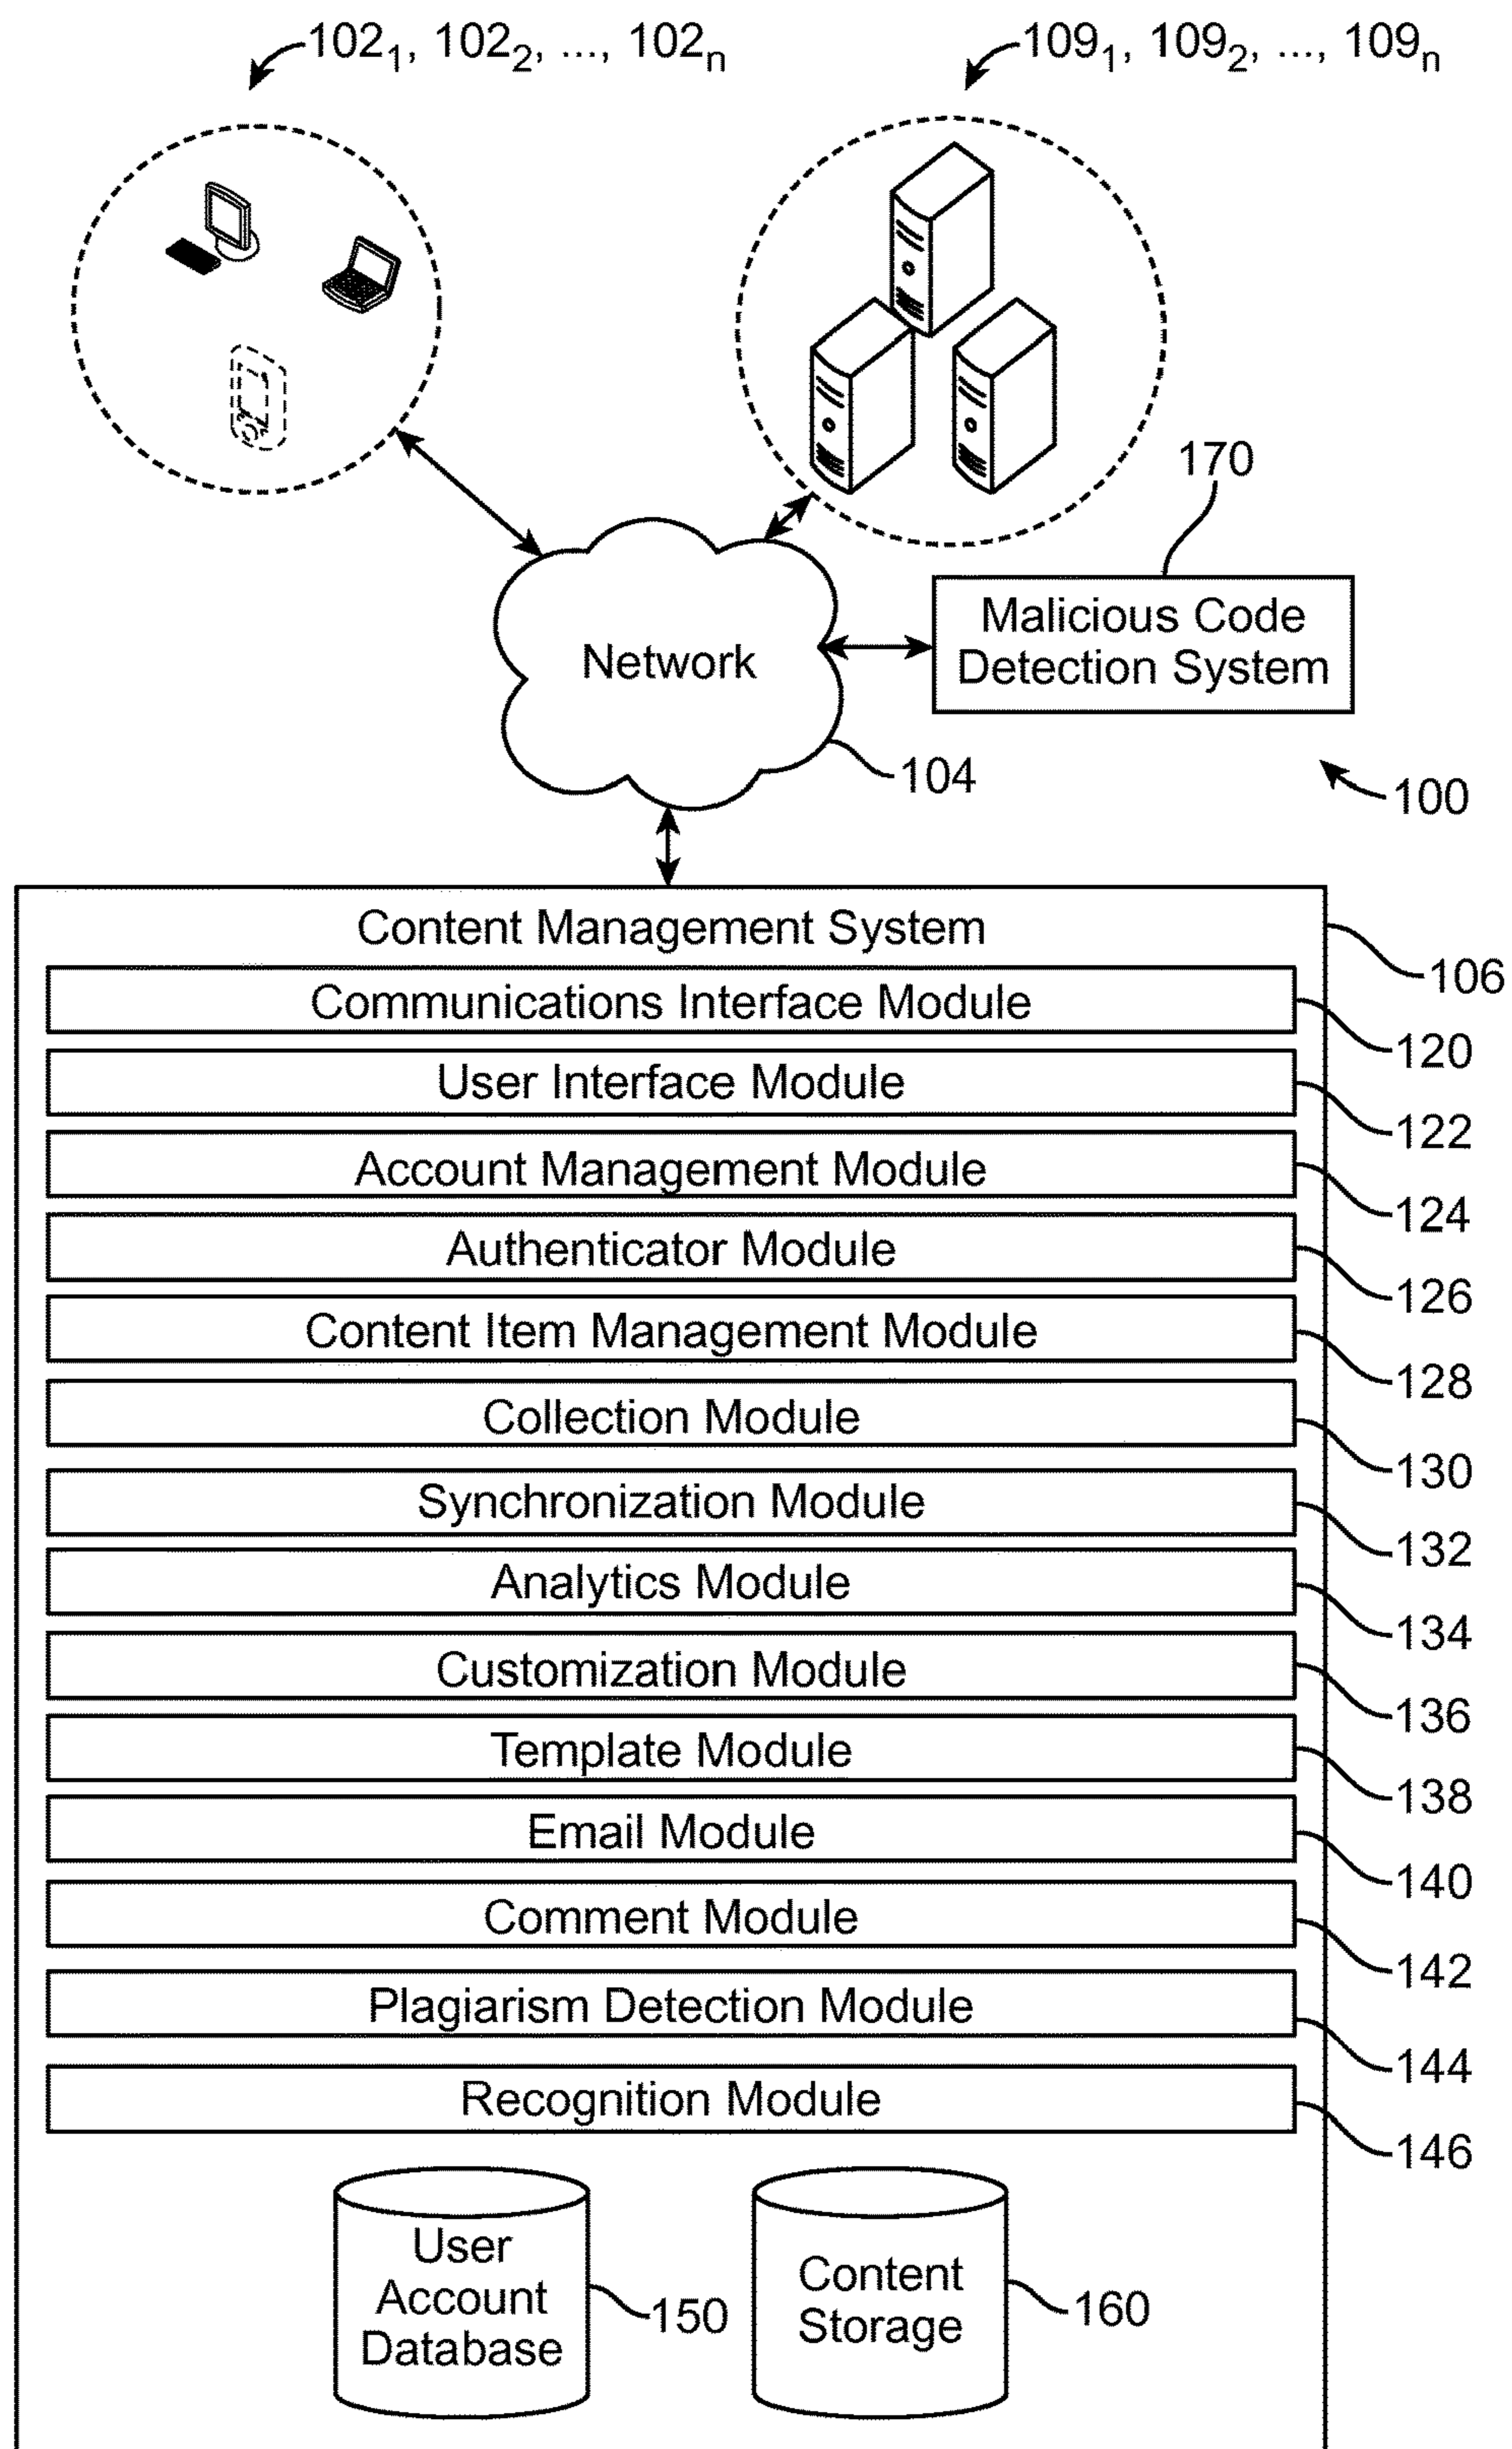 102₁, 102₂, ..., 102ₙ
109₁, 109₂, ..., 109ₙ
170
Malicious Code
Detection System
Network
104
100
Content Management System
106
Communications Interface Module
120
User Interface Module
122
Account Management Module
124
Authenticator Module
126
Content Item Management Module
128
Collection Module
130
Synchronization Module
132
Analytics Module
134
Customization Module
136
Template Module
138
Email Module
140
Comment Module
142
Plagiarism Detection Module
144
Recognition Module
146
User
Account
Database
150
Content
Storage
160